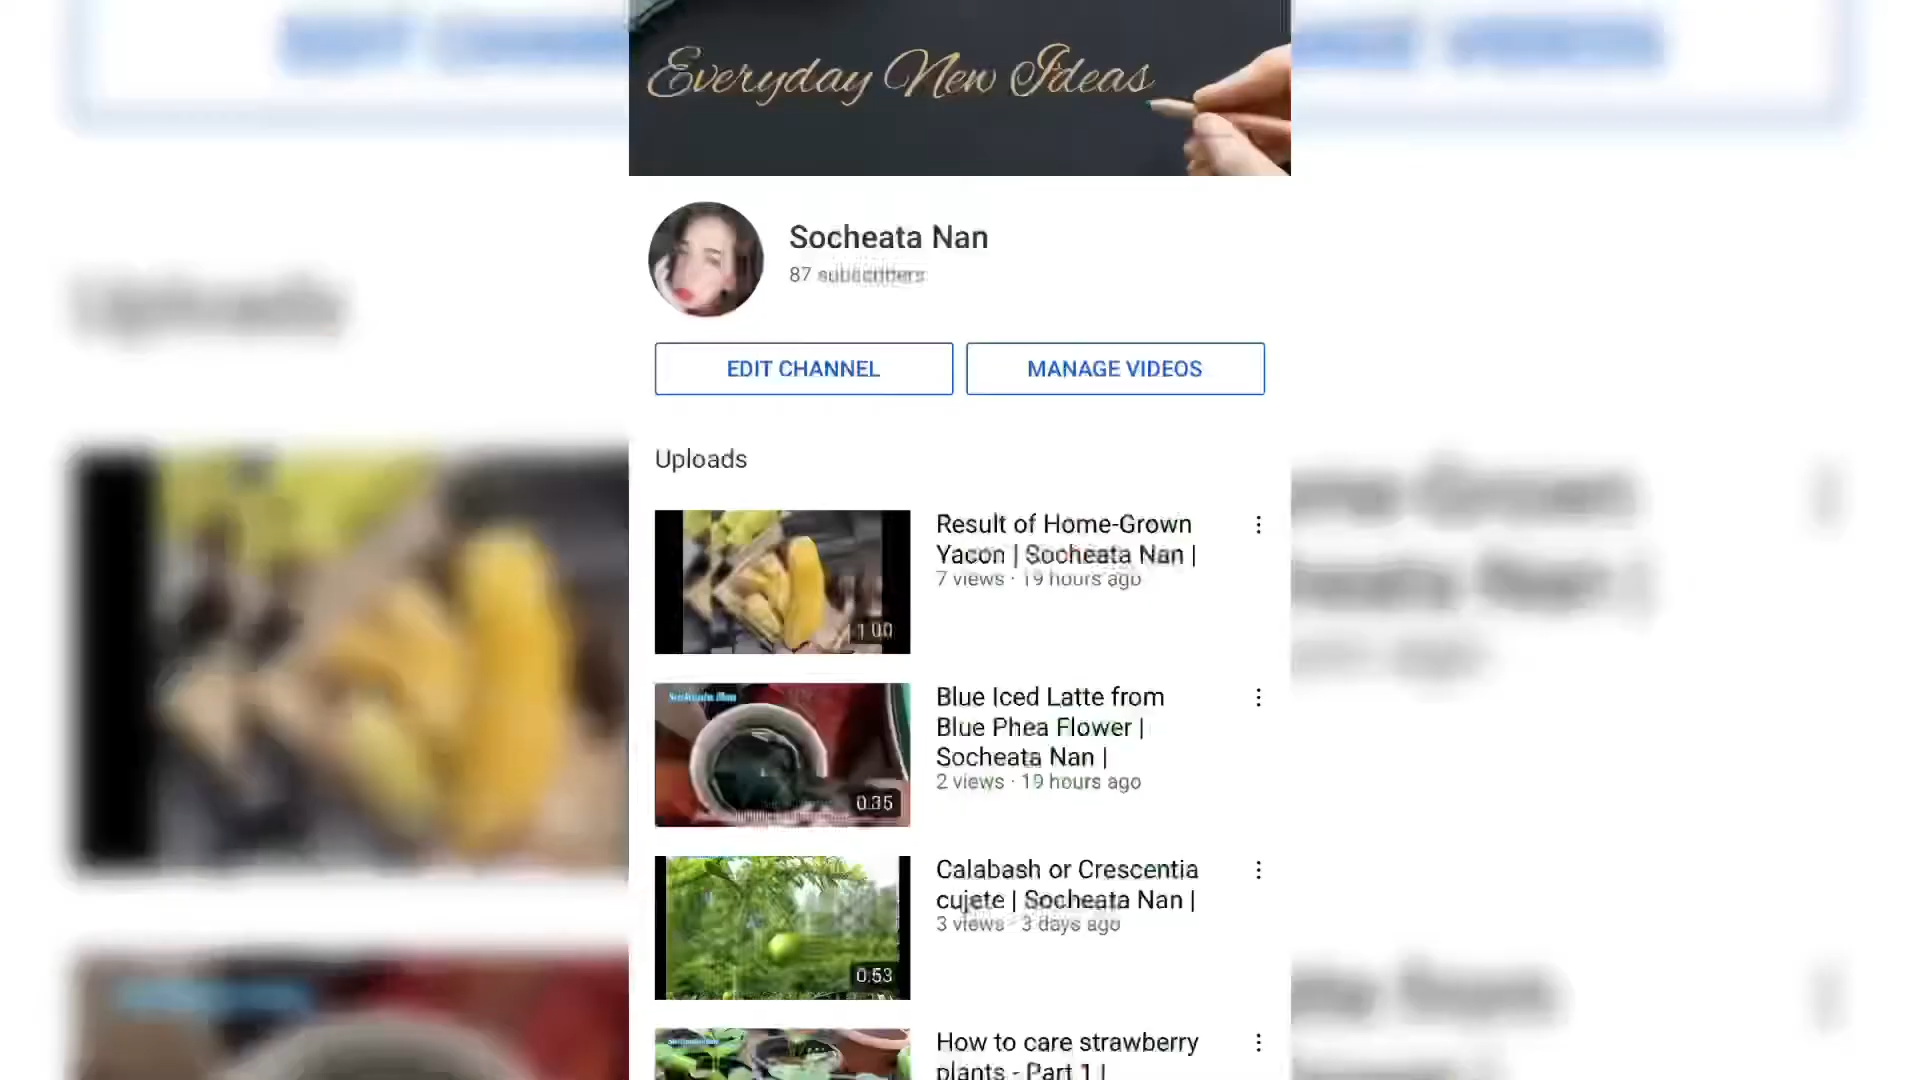 Everyday New Ideas
Socheata Nan
87 subscribers
EDIT CHANNEL
MANAGE VIDEOS
Uploads
Result of Home-Grown
Yacon | Socheata Nan |
7 views · 19 hours ago
1:00
Blue Iced Latte from
Blue Phea Flower |
Socheata Nan |
2 views · 19 hours ago
Socheata Nan
0:35
Calabash or Crescentia
cujete | Socheata Nan |
3 views · 3 days ago
0:53
How to care strawberry
plants - Part 1 |